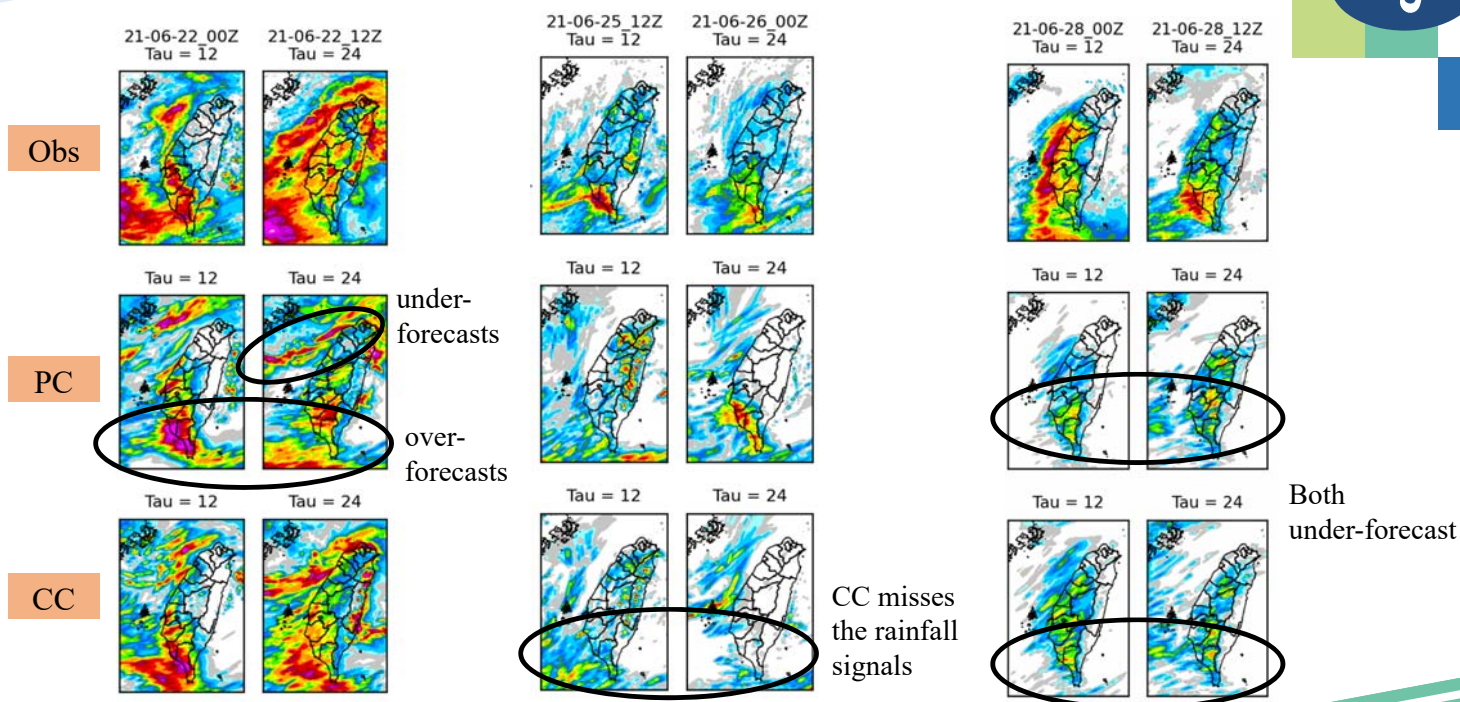 21-06-22_00Z 21-06-22_12Z
Tau = 12 Tau = 24
21-06-25_12Z 21-06-26_00Z
Tau = 12 Tau = 24
21-06-28_00Z 21-06-28_12Z
Tau = 12 Tau = 24
Obs
Tau = 12 Tau = 24
Tau = 12 Tau = 24
Tau = 12 Tau = 24
under-
forecasts
PC
over-
forecasts
Tau = 12 Tau = 24
Tau = 12 Tau = 24
Tau = 12 Tau = 24
Both
under-forecast
CC
CC misses
the rainfall
signals